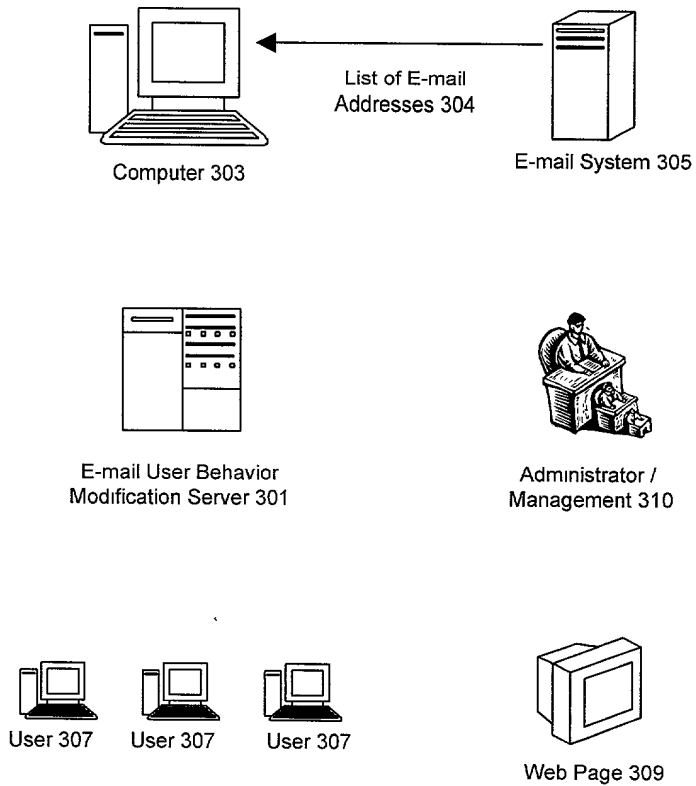 List of E-mail
Addresses 304
Computer 303
E-mail System 305
E-mail User Behavior
Modification Server 301
Administrator /
Management 310
User 307
User 307
User 307
Web Page 309